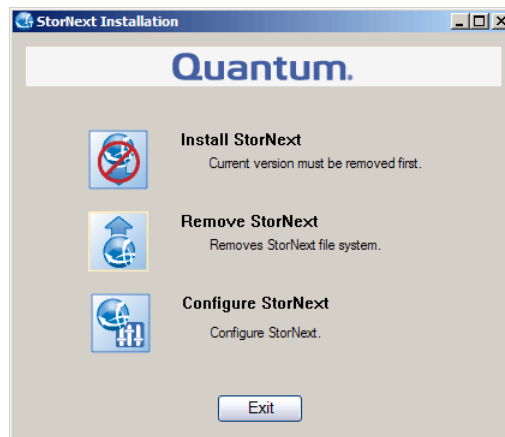 StorNext Installation
Quantum.
Install StorNext
Current version must be removed first.
Remove StorNext
Removes StorNext file system.
Configure StorNext
Configure StorNext.
Exit